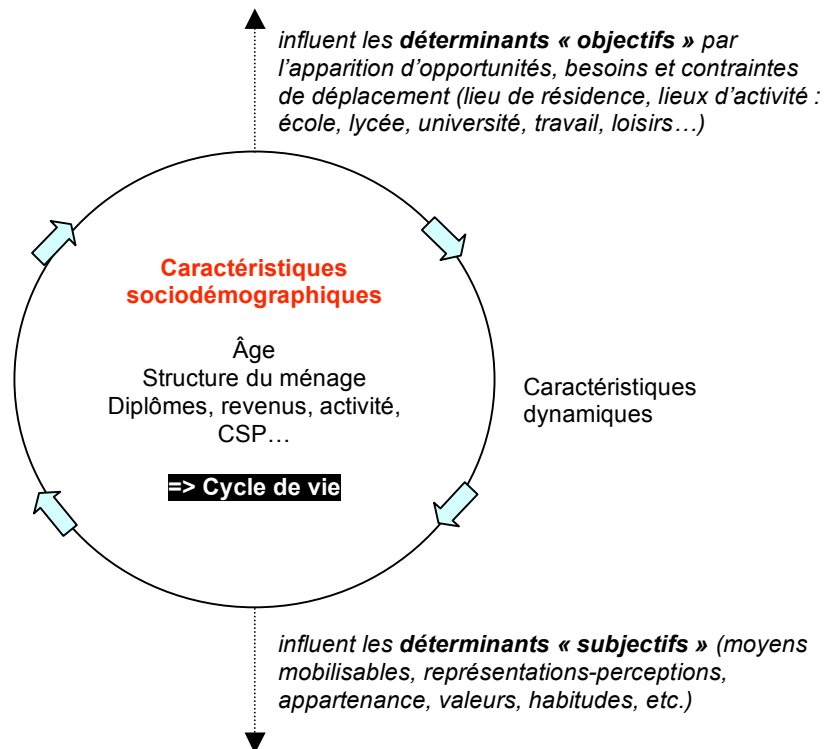 influent les déterminants « objectifs » par
l'apparition d'opportunités, besoins et contraintes
de déplacement (lieu de résidence, lieux d'activité :
école, lycée, université, travail, loisirs…)
Caractéristiques
sociodémographiques
Âge
Structure du ménage
Diplômes, revenus, activité,
CSP…
=> Cycle de vie
Caractéristiques
dynamiques
influent les déterminants « subjectifs » (moyens
mobilisables, représentations-perceptions,
appartenance, valeurs, habitudes, etc.)